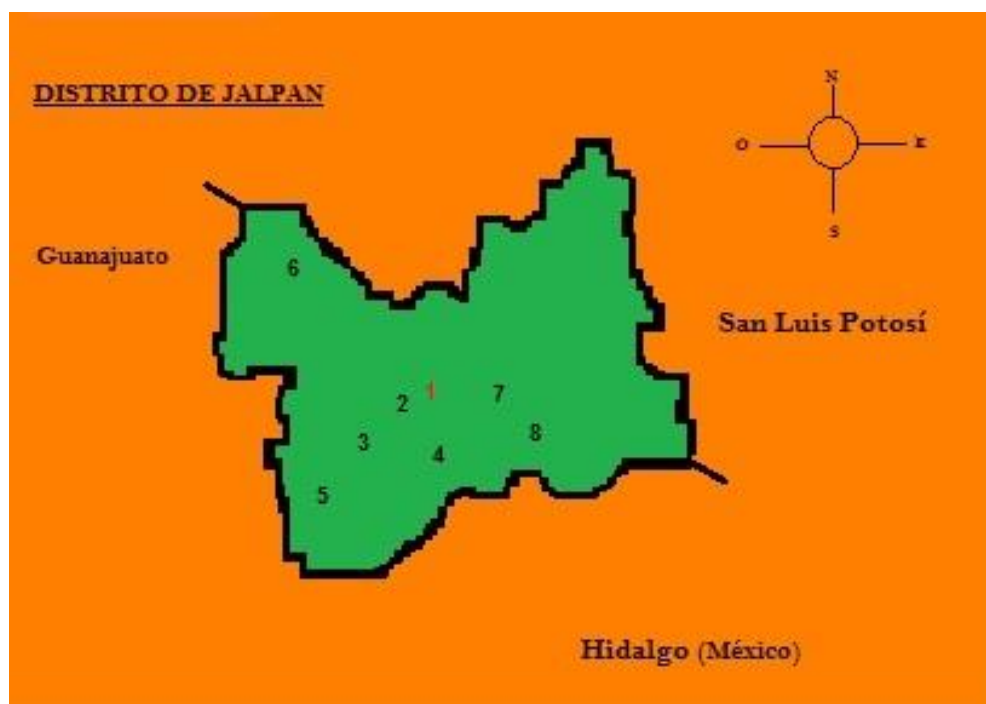 DISTRITO DE JALPAN
N
O E
S
Guanajuato
6
San Luis Potosí
1
2
7
3
4
8
5
Hidalgo (México)